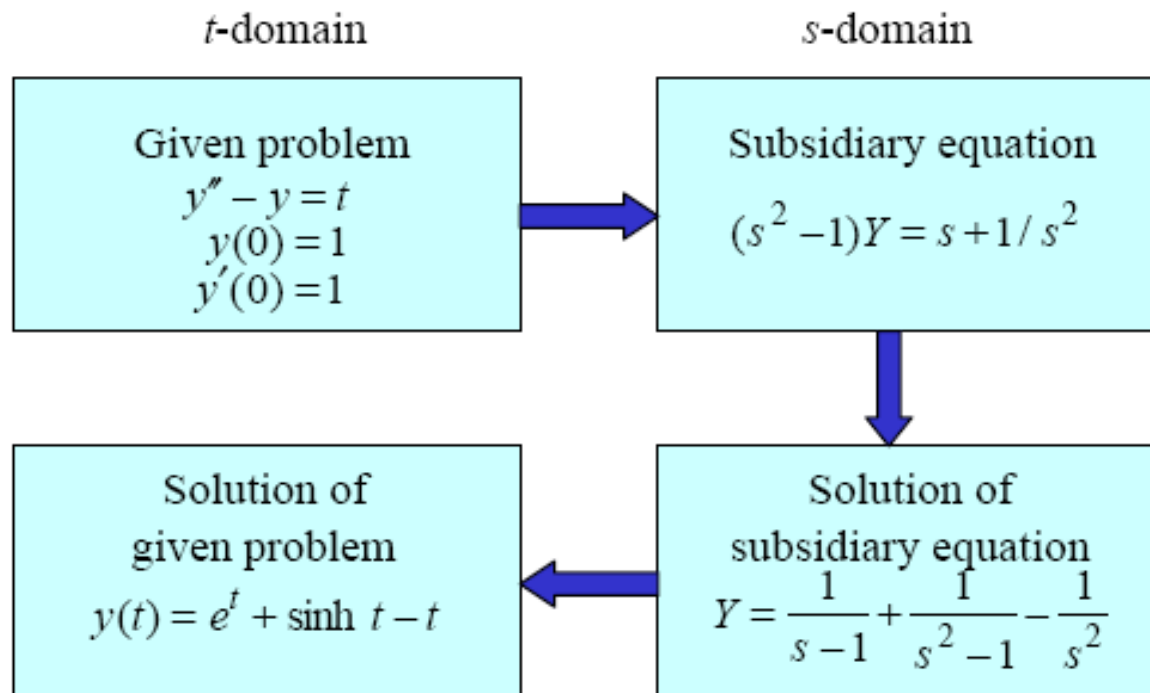 t-domain
s-domain
Given problem
y″ – y = t
y(0) = 1
y′(0) = 1
Subsidiary equation
(s² –1)Y = s +1/ s²
Solution of
given problem
y(t) = eᵗ + sinh t – t
Solution of
subsidiary equation
Y = 1/(s –1) + 1/(s² –1) – 1/s²